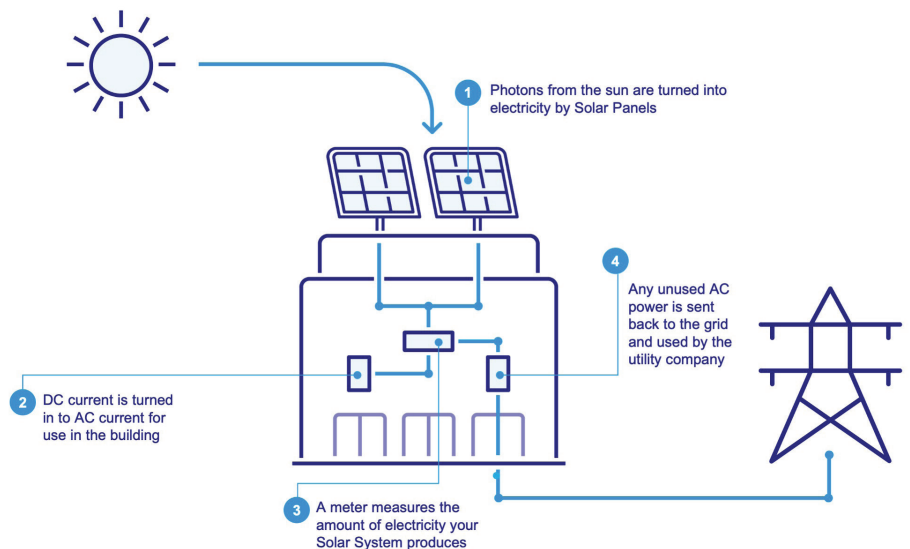 1
Photons from the sun are turned into
electricity by Solar Panels
4
Any unused AC
power is sent
back to the grid
and used by the
utility company
2
DC current is turned
in to AC current for
use in the building
3
A meter measures the
amount of electricity your
Solar System produces